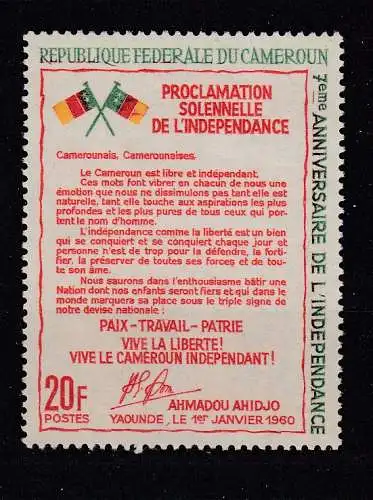 REPUBLIQUE FEDERALE DU CAMEROUN
PROCLAMATION
SOLENNELLE
DE L'INDEPENDANCE
Camerounais, Camerounaises.
Le Cameroun est libre et indépendant.
Ces mots font vibrer en chacun de nous une
émotion que nous ne dissimulons pas tant elle est
naturelle, tant elle touche aux aspirations les plus
profondes et les plus pures de tous ceux qui por-
tent le nom d'homme.
L'indépendance comme la liberté est un bien
qui se conquiert et se conquiert chaque jour et
personne n'est de trop pour la défendre, la forti-
fier, la préserver de toutes ses forces et de tou-
te son âme.
Nous saurons dans l'enthousiasme bâtir une
Nation dont nos enfants seront fiers et qui dans le
monde marquera sa place sous le triple signe de
notre devise nationale :
PAIX - TRAVAIL - PATRIE
VIVE LA LIBERTE!
VIVE LE CAMEROUN INDEPENDANT!
20F
POSTES
AHMADOU AHIDJO
YAOUNDE, LE 1er JANVIER 1960
7eme ANNIVERSAIRE DE L'INDEPENDANCE